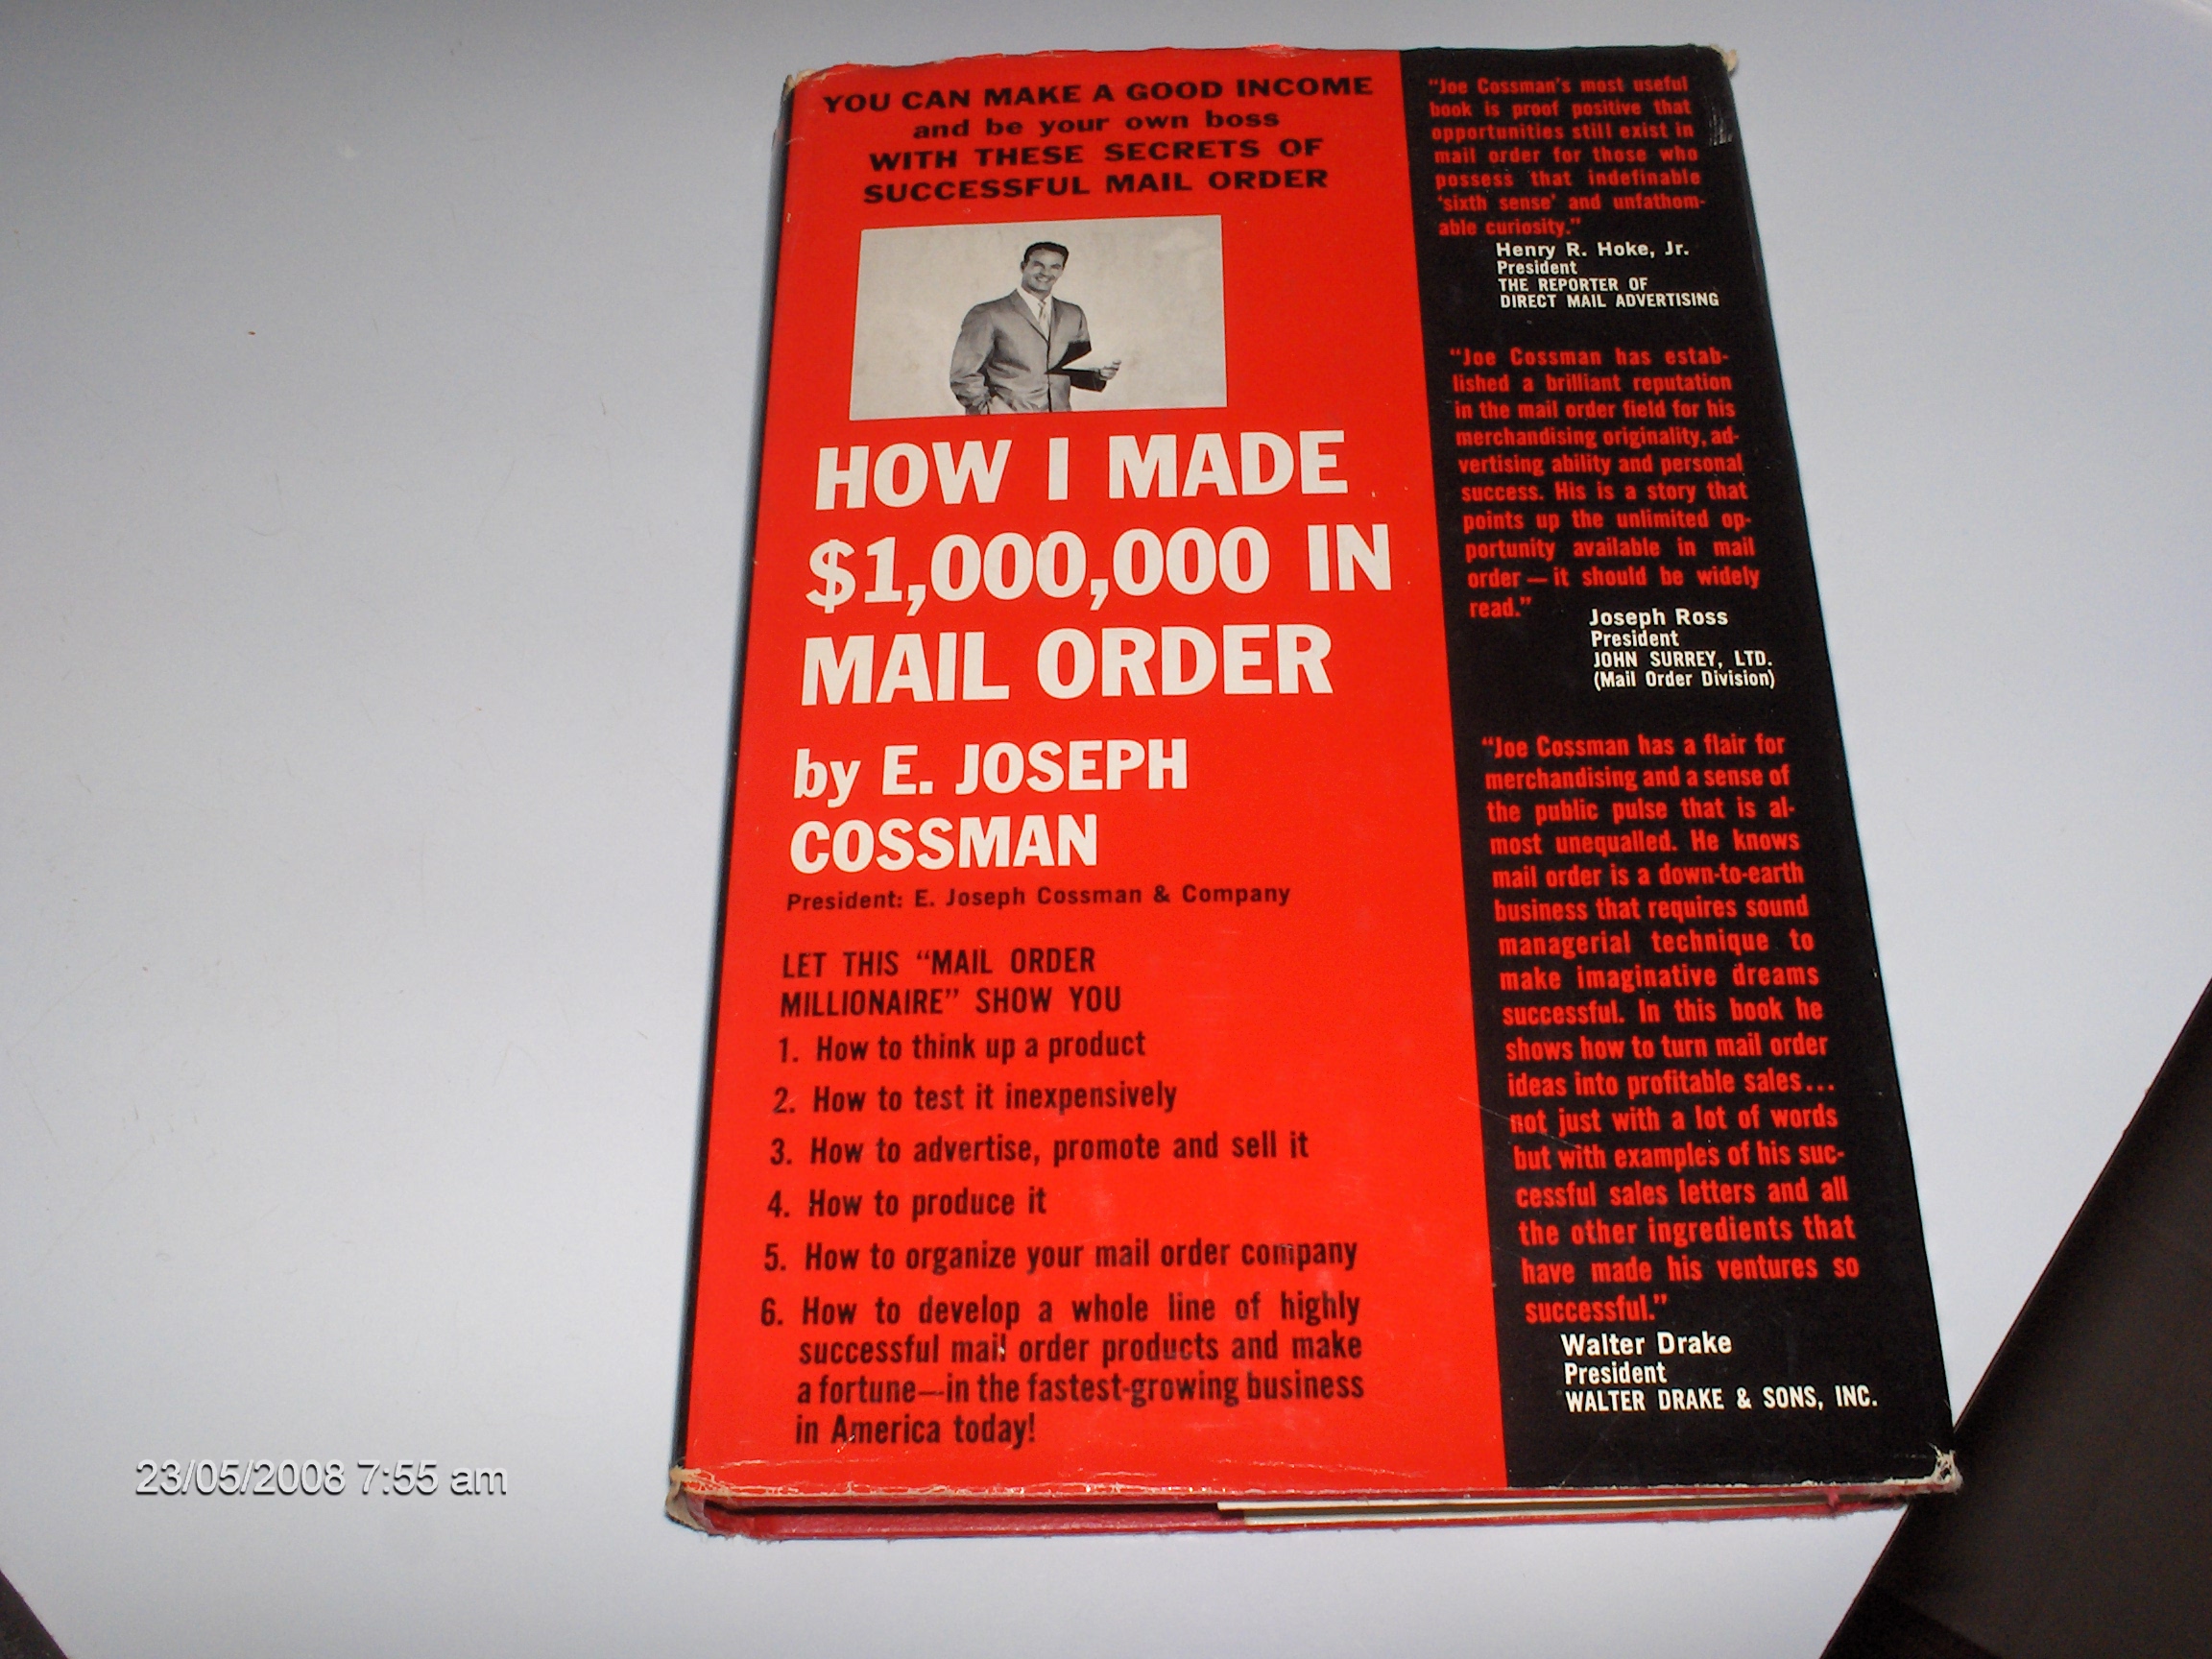 YOU CAN MAKE A GOOD INCOME
and be your own boss
WITH THESE SECRETS OF
SUCCESSFUL MAIL ORDER
HOW I MADE
$1,000,000 IN
MAIL ORDER
by E. JOSEPH
COSSMAN
President: E. Joseph Cossman & Company
LET THIS “MAIL ORDER
MILLIONAIRE” SHOW YOU
1. How to think up a product
2. How to test it inexpensively
3. How to advertise, promote and sell it
4. How to produce it
5. How to organize your mail order company
6. How to develop a whole line of highly
successful mail order products and make
a fortune—in the fastest-growing business
in America today!
“Joe Cossman's most useful
book is proof positive that
opportunities still exist in
mail order for those who
possess that indefinable
‘sixth sense’ and unfathom-
able curiosity.”
Henry R. Hoke, Jr.
President
THE REPORTER OF
DIRECT MAIL ADVERTISING
“Joe Cossman has estab-
lished a brilliant reputation
in the mail order field for his
merchandising originality, ad-
vertising ability and personal
success. His is a story that
points up the unlimited op-
portunity available in mail
order — it should be widely
read.”
Joseph Ross
President
JOHN SURREY, LTD.
(Mail Order Division)
“Joe Cossman has a flair for
merchandising and a sense of
the public pulse that is al-
most unequalled. He knows
mail order is a down-to-earth
business that requires sound
managerial technique to
make imaginative dreams
successful. In this book he
shows how to turn mail order
ideas into profitable sales...
not just with a lot of words
but with examples of his suc-
cessful sales letters and all
the other ingredients that
have made his ventures so
successful.”
Walter Drake
President
WALTER DRAKE & SONS, INC.
23/05/2008 7:55 am